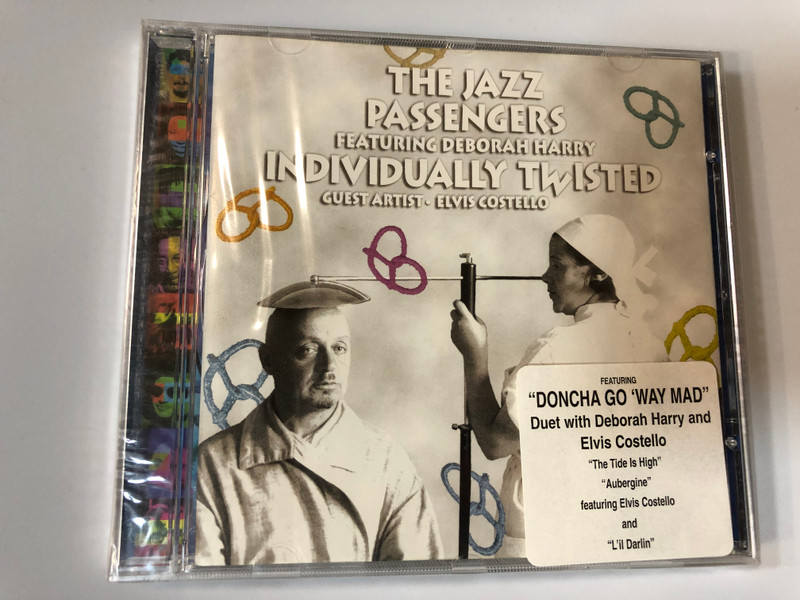 THE JAZZ
PASSENGERS
FEATURING DEBORAH HARRY
INDIVIDUALLY TWISTED
GUEST ARTIST • ELVIS COSTELLO
FEATURING
“DONCHA GO ‘WAY MAD”
Duet with Deborah Harry and
Elvis Costello
“The Tide Is High”
“Aubergine”
featuring Elvis Costello
and
“L’il Darlin”